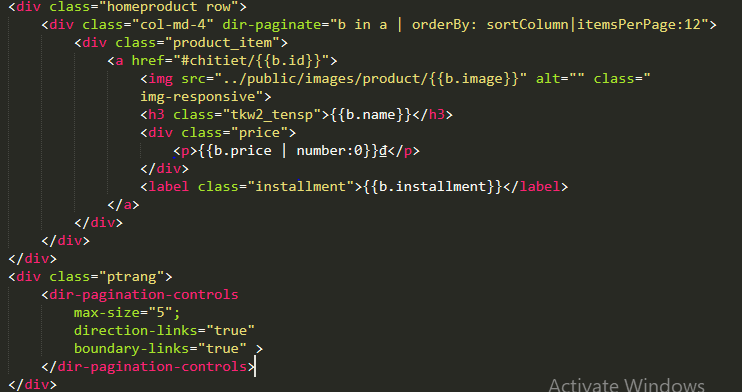 <div class="homeproduct row">
    <div class="col-md-4" dir-paginate="b in a | orderBy: sortColumn|itemsPerPage:12">
        <div class="product_item">
            <a href="#chitiet/{{b.id}}">
                <img src="../public/images/product/{{b.image}}" alt="" class="
                img-responsive">
                <h3 class="tkw2_tensp">{{b.name}}</h3>
                <div class="price">
                    <p>{{b.price | number:0}}đ</p>
                </div>
                <label class="installment">{{b.installment}}</label>
            </a>
        </div>
    </div>
</div>
<div class="ptrang">
    <dir-pagination-controls
        max-size="5";
        direction-links="true"
        boundary-links="true" >
    </dir-pagination-controls>
</div>
Activate Windows